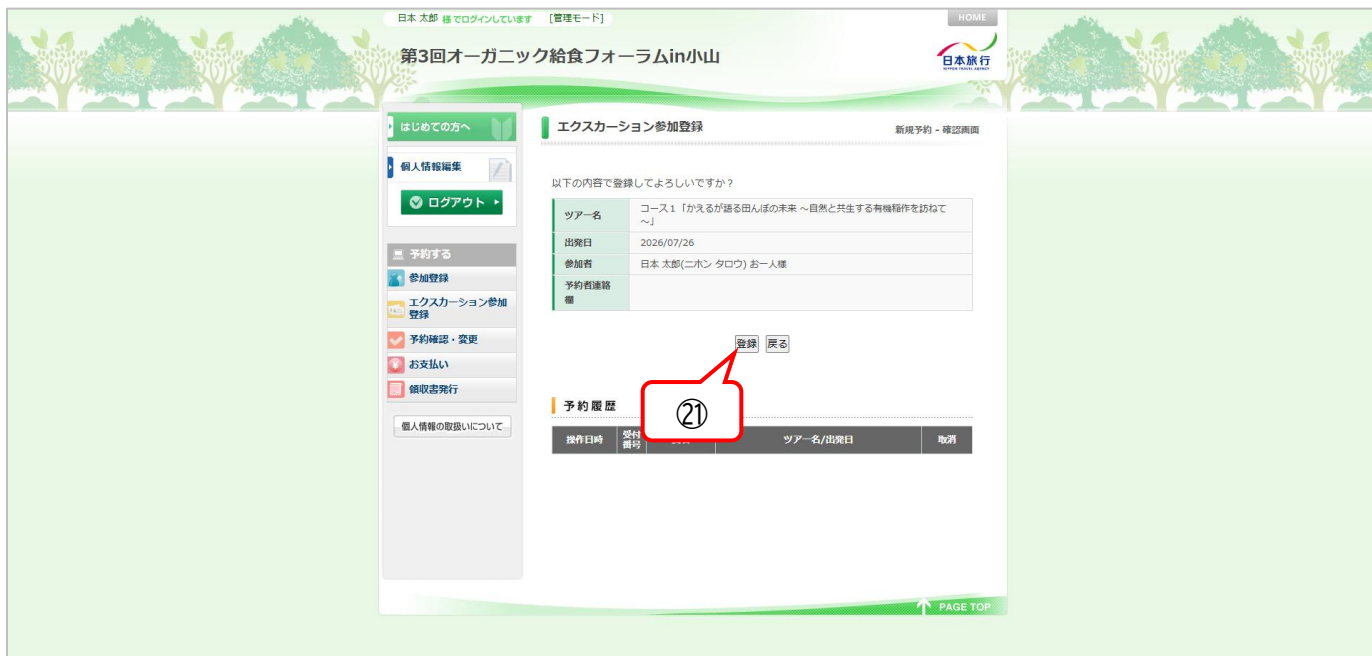 日本 太郎 様 でログインしています [管理モード]
HOME
第3回オーガニック給食フォーラムin小山
日本旅行
NIPPON TRAVEL AGENCY
はじめての方へ
個人情報編集
ログアウト
予約する
参加登録
エクスカーション参加
登録
予約確認・変更
お支払い
領収書発行
個人情報の取扱いについて
エクスカーション参加登録
新規予約 - 確認画面
以下の内容で登録してよろしいですか？
ツアー名 コース１「かえるが語る田んぼの未来 ～自然と共生する有機稲作を訪ねて
～」
出発日 2026/07/26
参加者 日本 太郎(ニホン タロウ) お一人様
予約者連絡
欄
登録 戻る
㉑
予約履歴
操作日時 受付
番号 ツアー名/出発日 取消
PAGE TOP